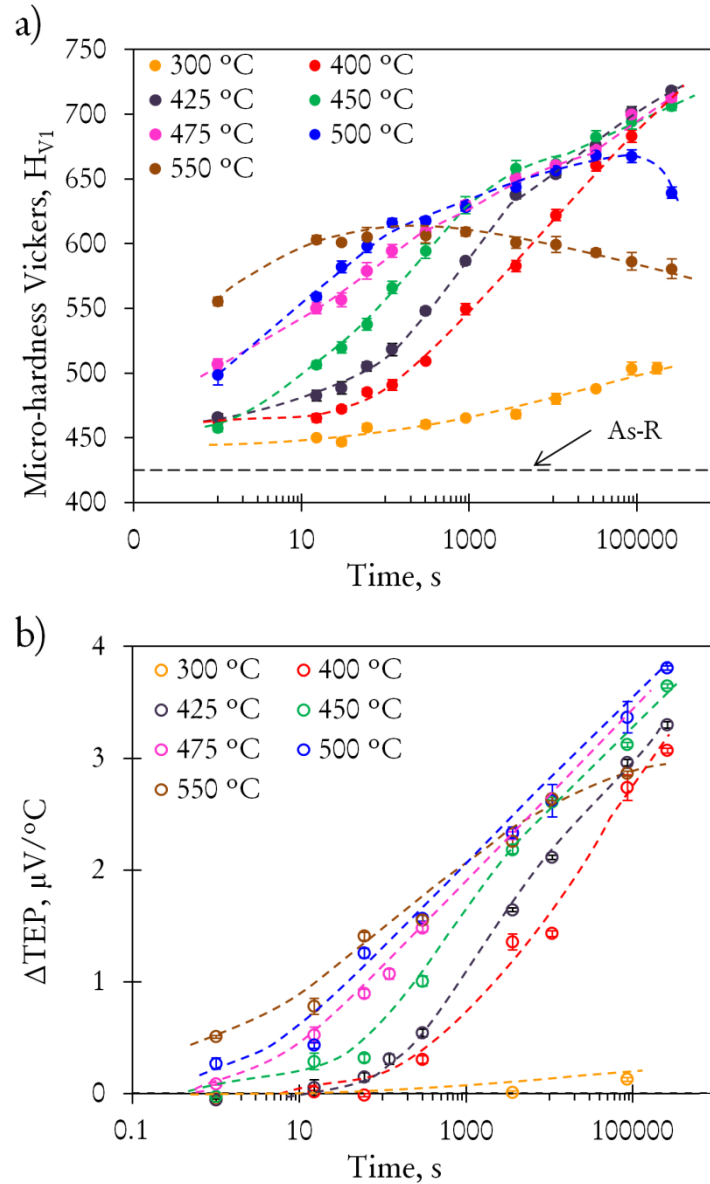 a)
750
700
650
600
550
500
450
400
Micro-hardness Vickers, HV1
300 ºC
400 ºC
425 ºC
450 ºC
475 ºC
500 ºC
550 ºC
As-R
0
10
1000
100000
Time, s
b)
4
3
2
1
0
ΔTEP, µV/ºC
300 ºC
400 ºC
425 ºC
450 ºC
475 ºC
500 ºC
550 ºC
0.1
10
1000
100000
Time, s